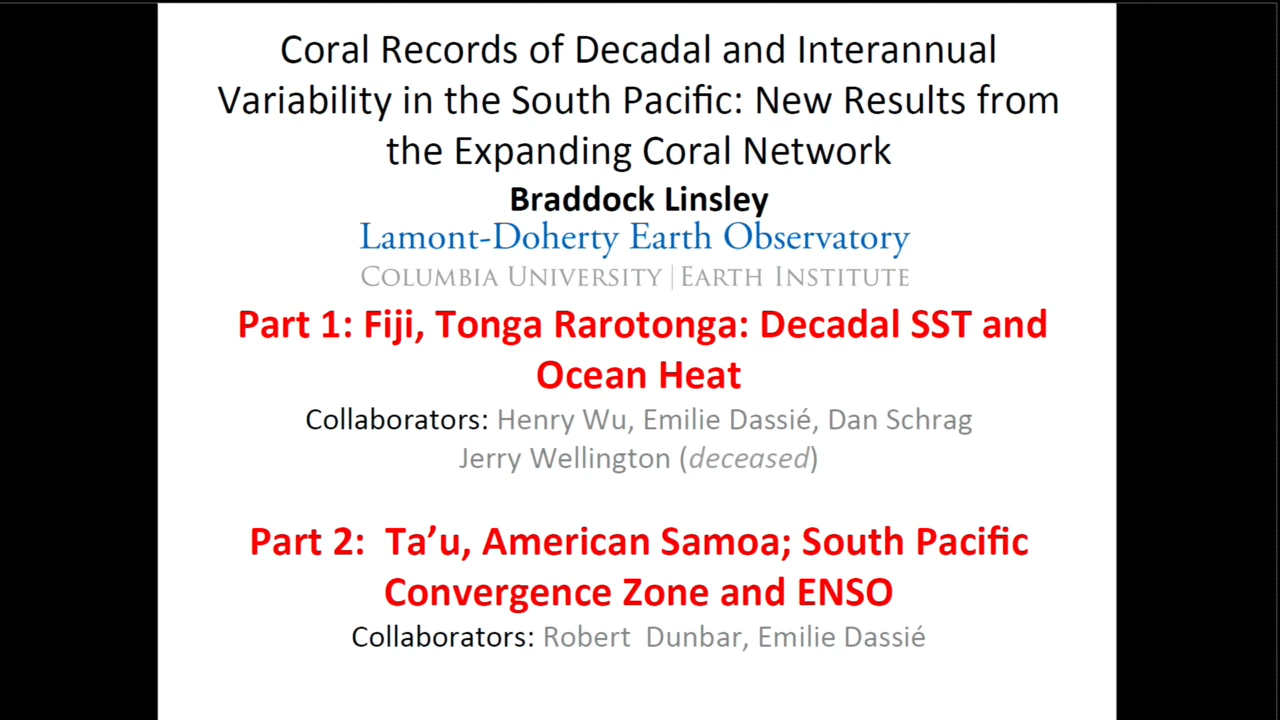 Coral Records of Decadal and Interannual
Variability in the South Pacific: New Results from
the Expanding Coral Network
Braddock Linsley
Lamont-Doherty Earth Observatory
COLUMBIA UNIVERSITY | EARTH INSTITUTE
Part 1: Fiji, Tonga Rarotonga: Decadal SST and
Ocean Heat
Collaborators: Henry Wu, Emilie Dassié, Dan Schrag
Jerry Wellington (deceased)
Part 2:  Ta’u, American Samoa; South Pacific
Convergence Zone and ENSO
Collaborators: Robert  Dunbar, Emilie Dassié